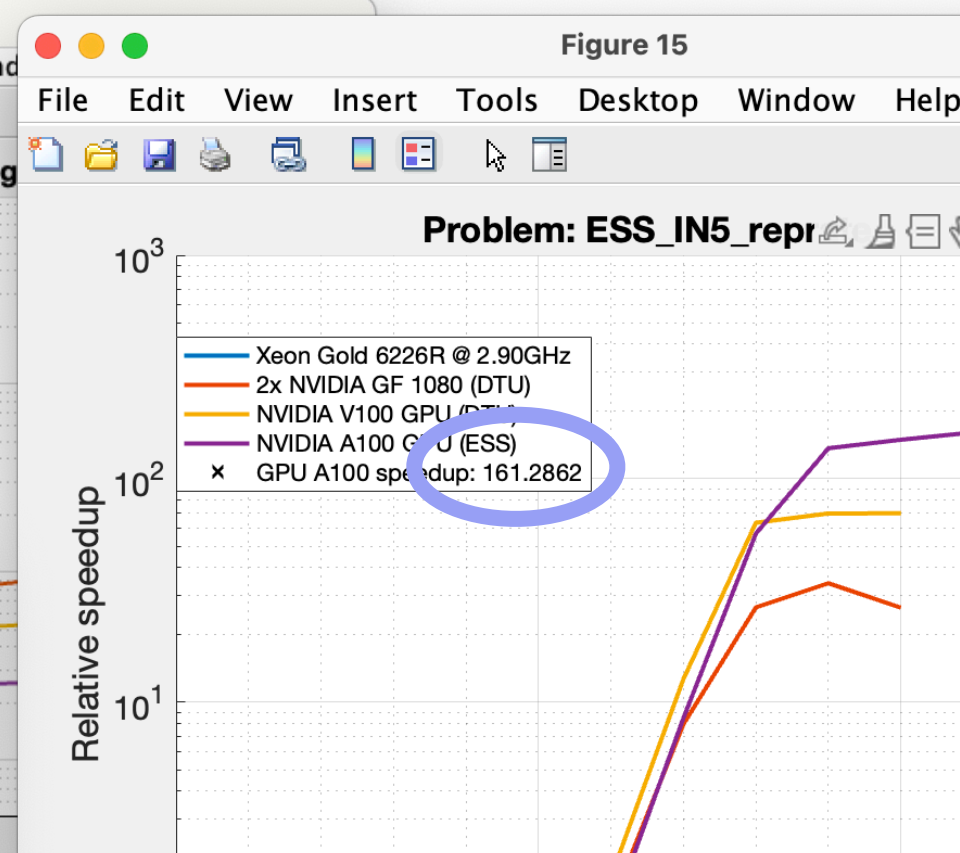 Figure 15
File Edit View Insert Tools Desktop Window Help
Problem: ESS_IN5_repr
10³
Xeon Gold 6226R @ 2.90GHz
2x NVIDIA GF 1080 (DTU)
NVIDIA V100 GPU (DTU)
NVIDIA A100 GPU (ESS)
GPU A100 speedup: 161.2862
10²
Relative speedup
10¹